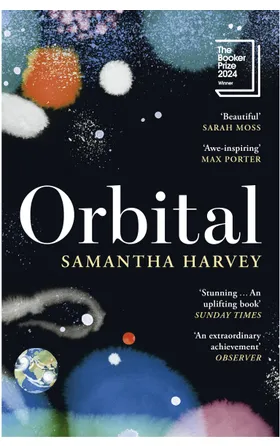 The
Booker
Prize
2024
Winner
‘Beautiful’
SARAH MOSS
‘Awe-inspiring’
MAX PORTER
Orbital
SAMANTHA HARVEY
‘Stunning ... An
uplifting book’
SUNDAY TIMES
‘An extraordinary
achievement’
OBSERVER